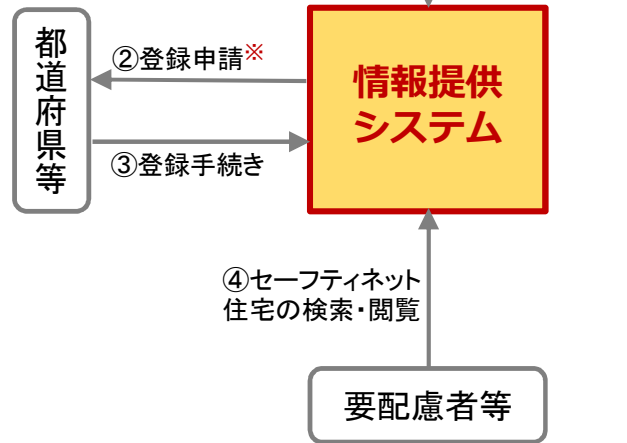 都道府県等
②登録申請※
③登録手続き
情報提供
システム
④セーフティネット
住宅の検索・閲覧
要配慮者等